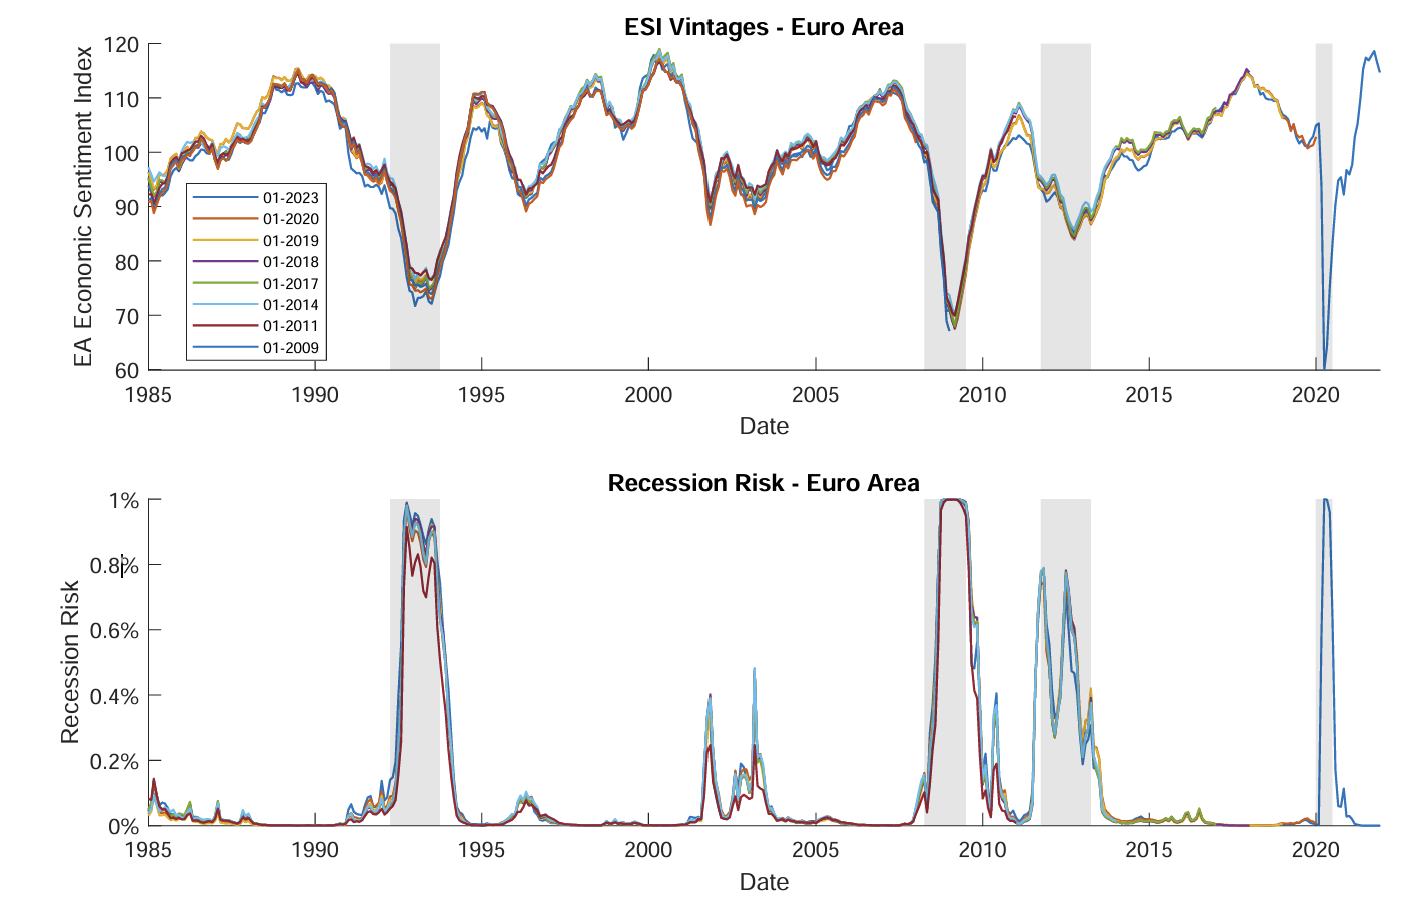 ESI Vintages - Euro Area
EA Economic Sentiment Index
120
110
100
90
80
70
60
01-2023
01-2020
01-2019
01-2018
01-2017
01-2014
01-2011
01-2009
1985 1990 1995 2000 2005 2010 2015 2020
Date
Recession Risk - Euro Area
Recession Risk
1%
0.8%
0.6%
0.4%
0.2%
0%
1985 1990 1995 2000 2005 2010 2015 2020
Date